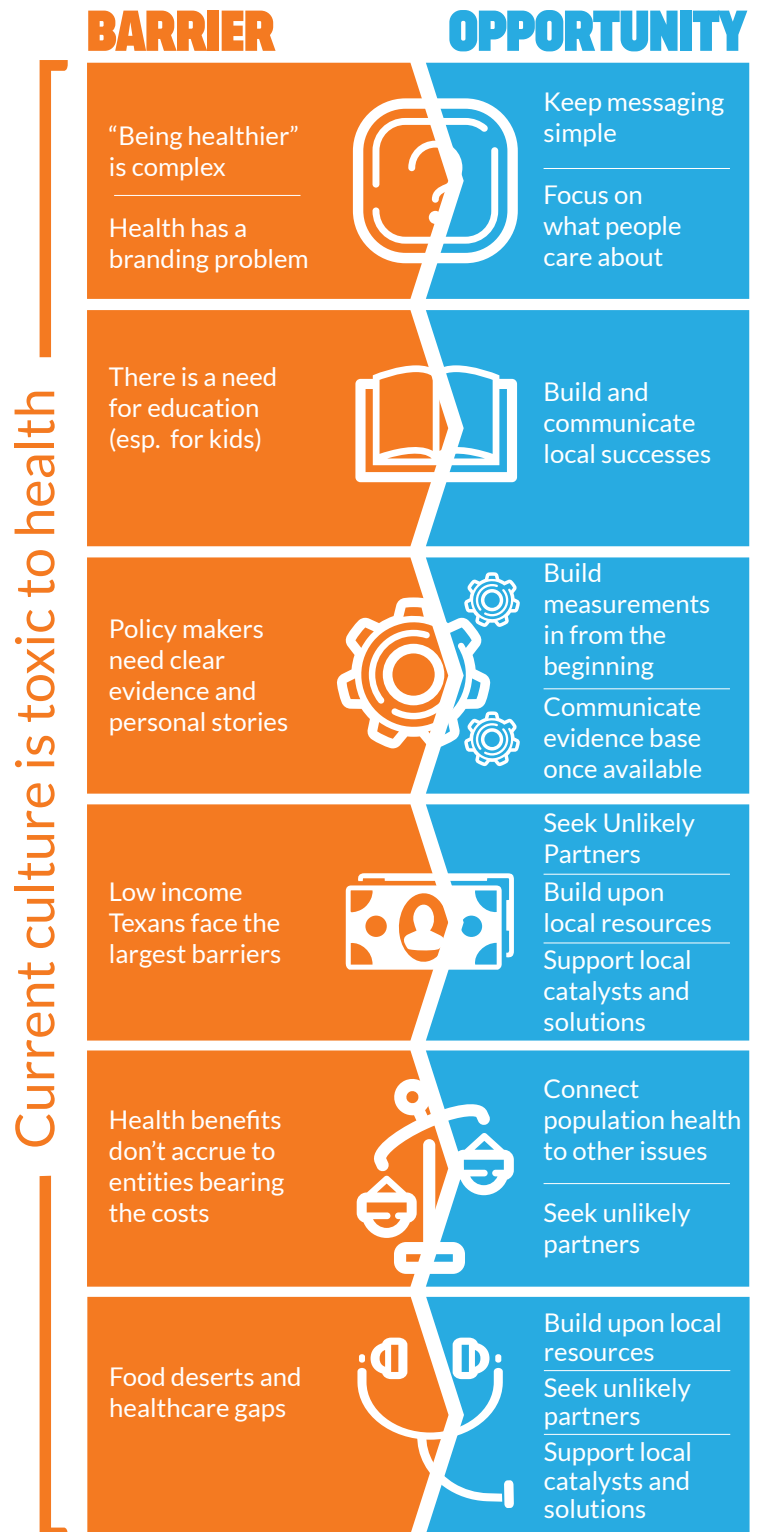 BARRIER
OPPORTUNITY
Current culture is toxic to health
“Being healthier”
is complex
Health has a
branding problem
Keep messaging
simple
Focus on
what people
care about
There is a need
for education
(esp. for kids)
Build and
communicate
local successes
Policy makers
need clear
evidence and
personal stories
Build
measurements
in from the
beginning
Communicate
evidence base
once available
Low income
Texans face the
largest barriers
Seek Unlikely
Partners
Build upon
local resources
Support local
catalysts and
solutions
Health benefits
don’t accrue to
entities bearing
the costs
Connect
population health
to other issues
Seek unlikely
partners
Food deserts and
healthcare gaps
Build upon local
resources
Seek unlikely
partners
Support local
catalysts and
solutions